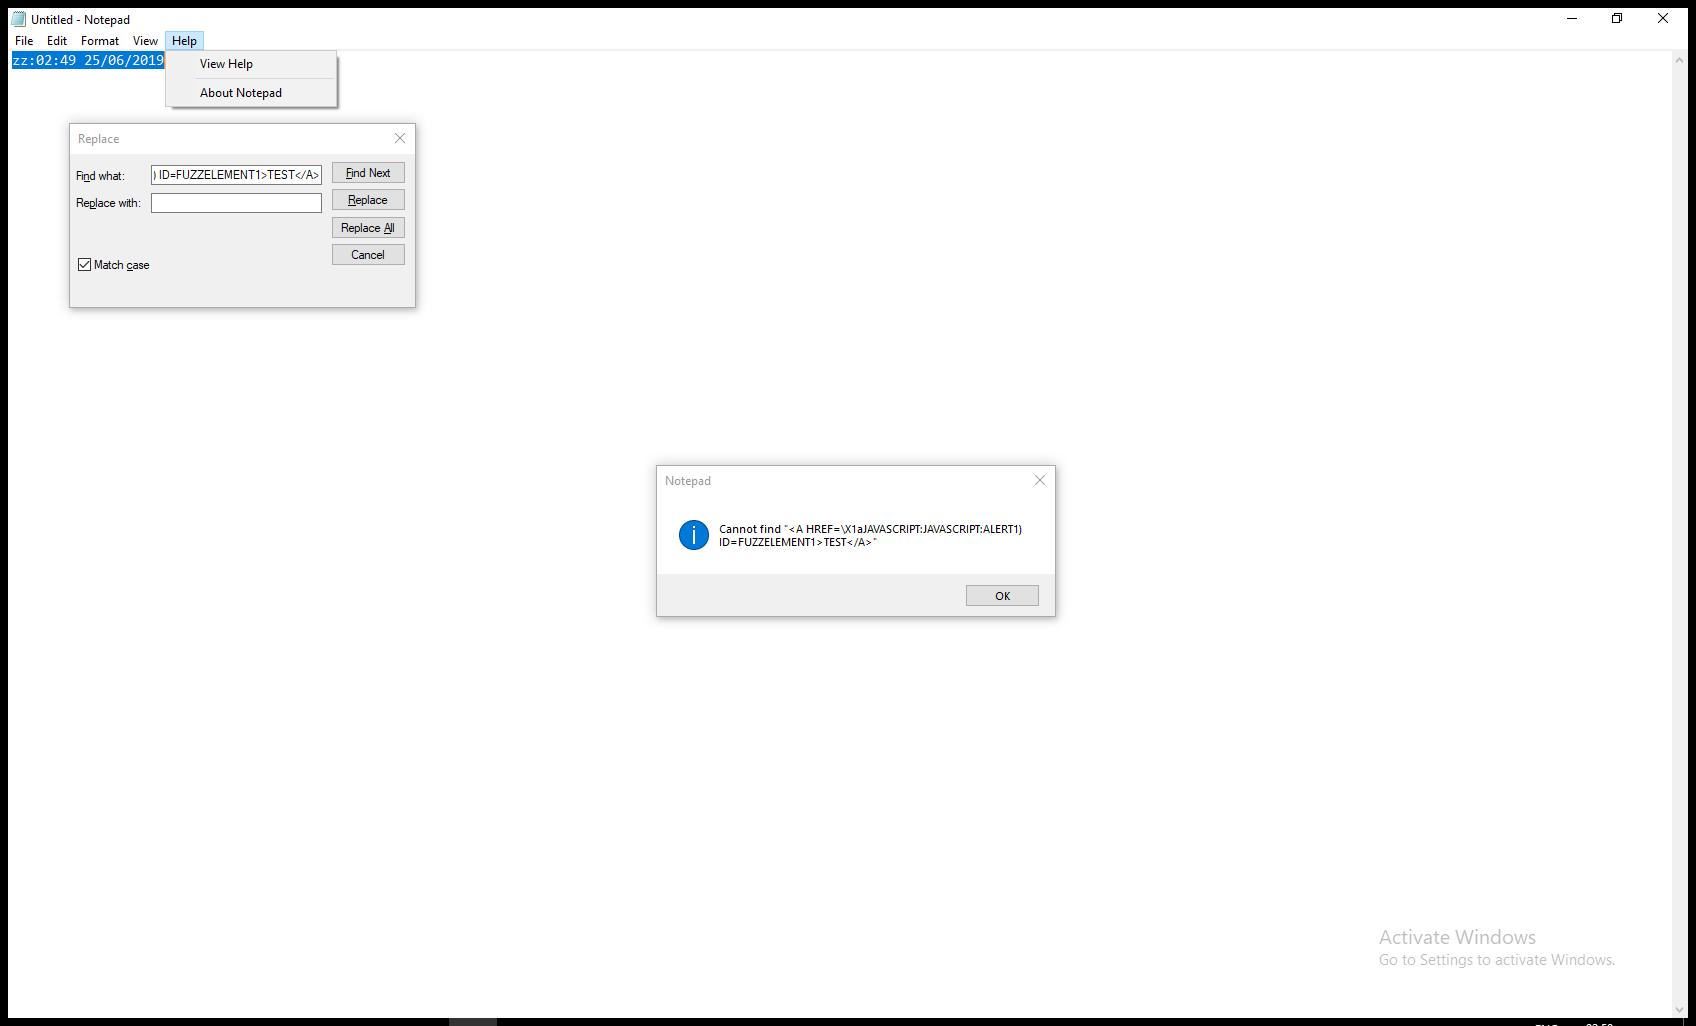 Untitled - Notepad
File Edit Format View Help
zz:02:49 25/06/2019
View Help
About Notepad
Replace
Find what: ) ID=FUZZELEMENT1>TEST</A> Find Next
Replace with: Replace
Replace All
Cancel
Match case
Notepad
Cannot find "<A HREF=\X1aJAVASCRIPT:JAVASCRIPT:ALERT1)
ID=FUZZELEMENT1>TEST</A>"
OK
Activate Windows
Go to Settings to activate Windows.